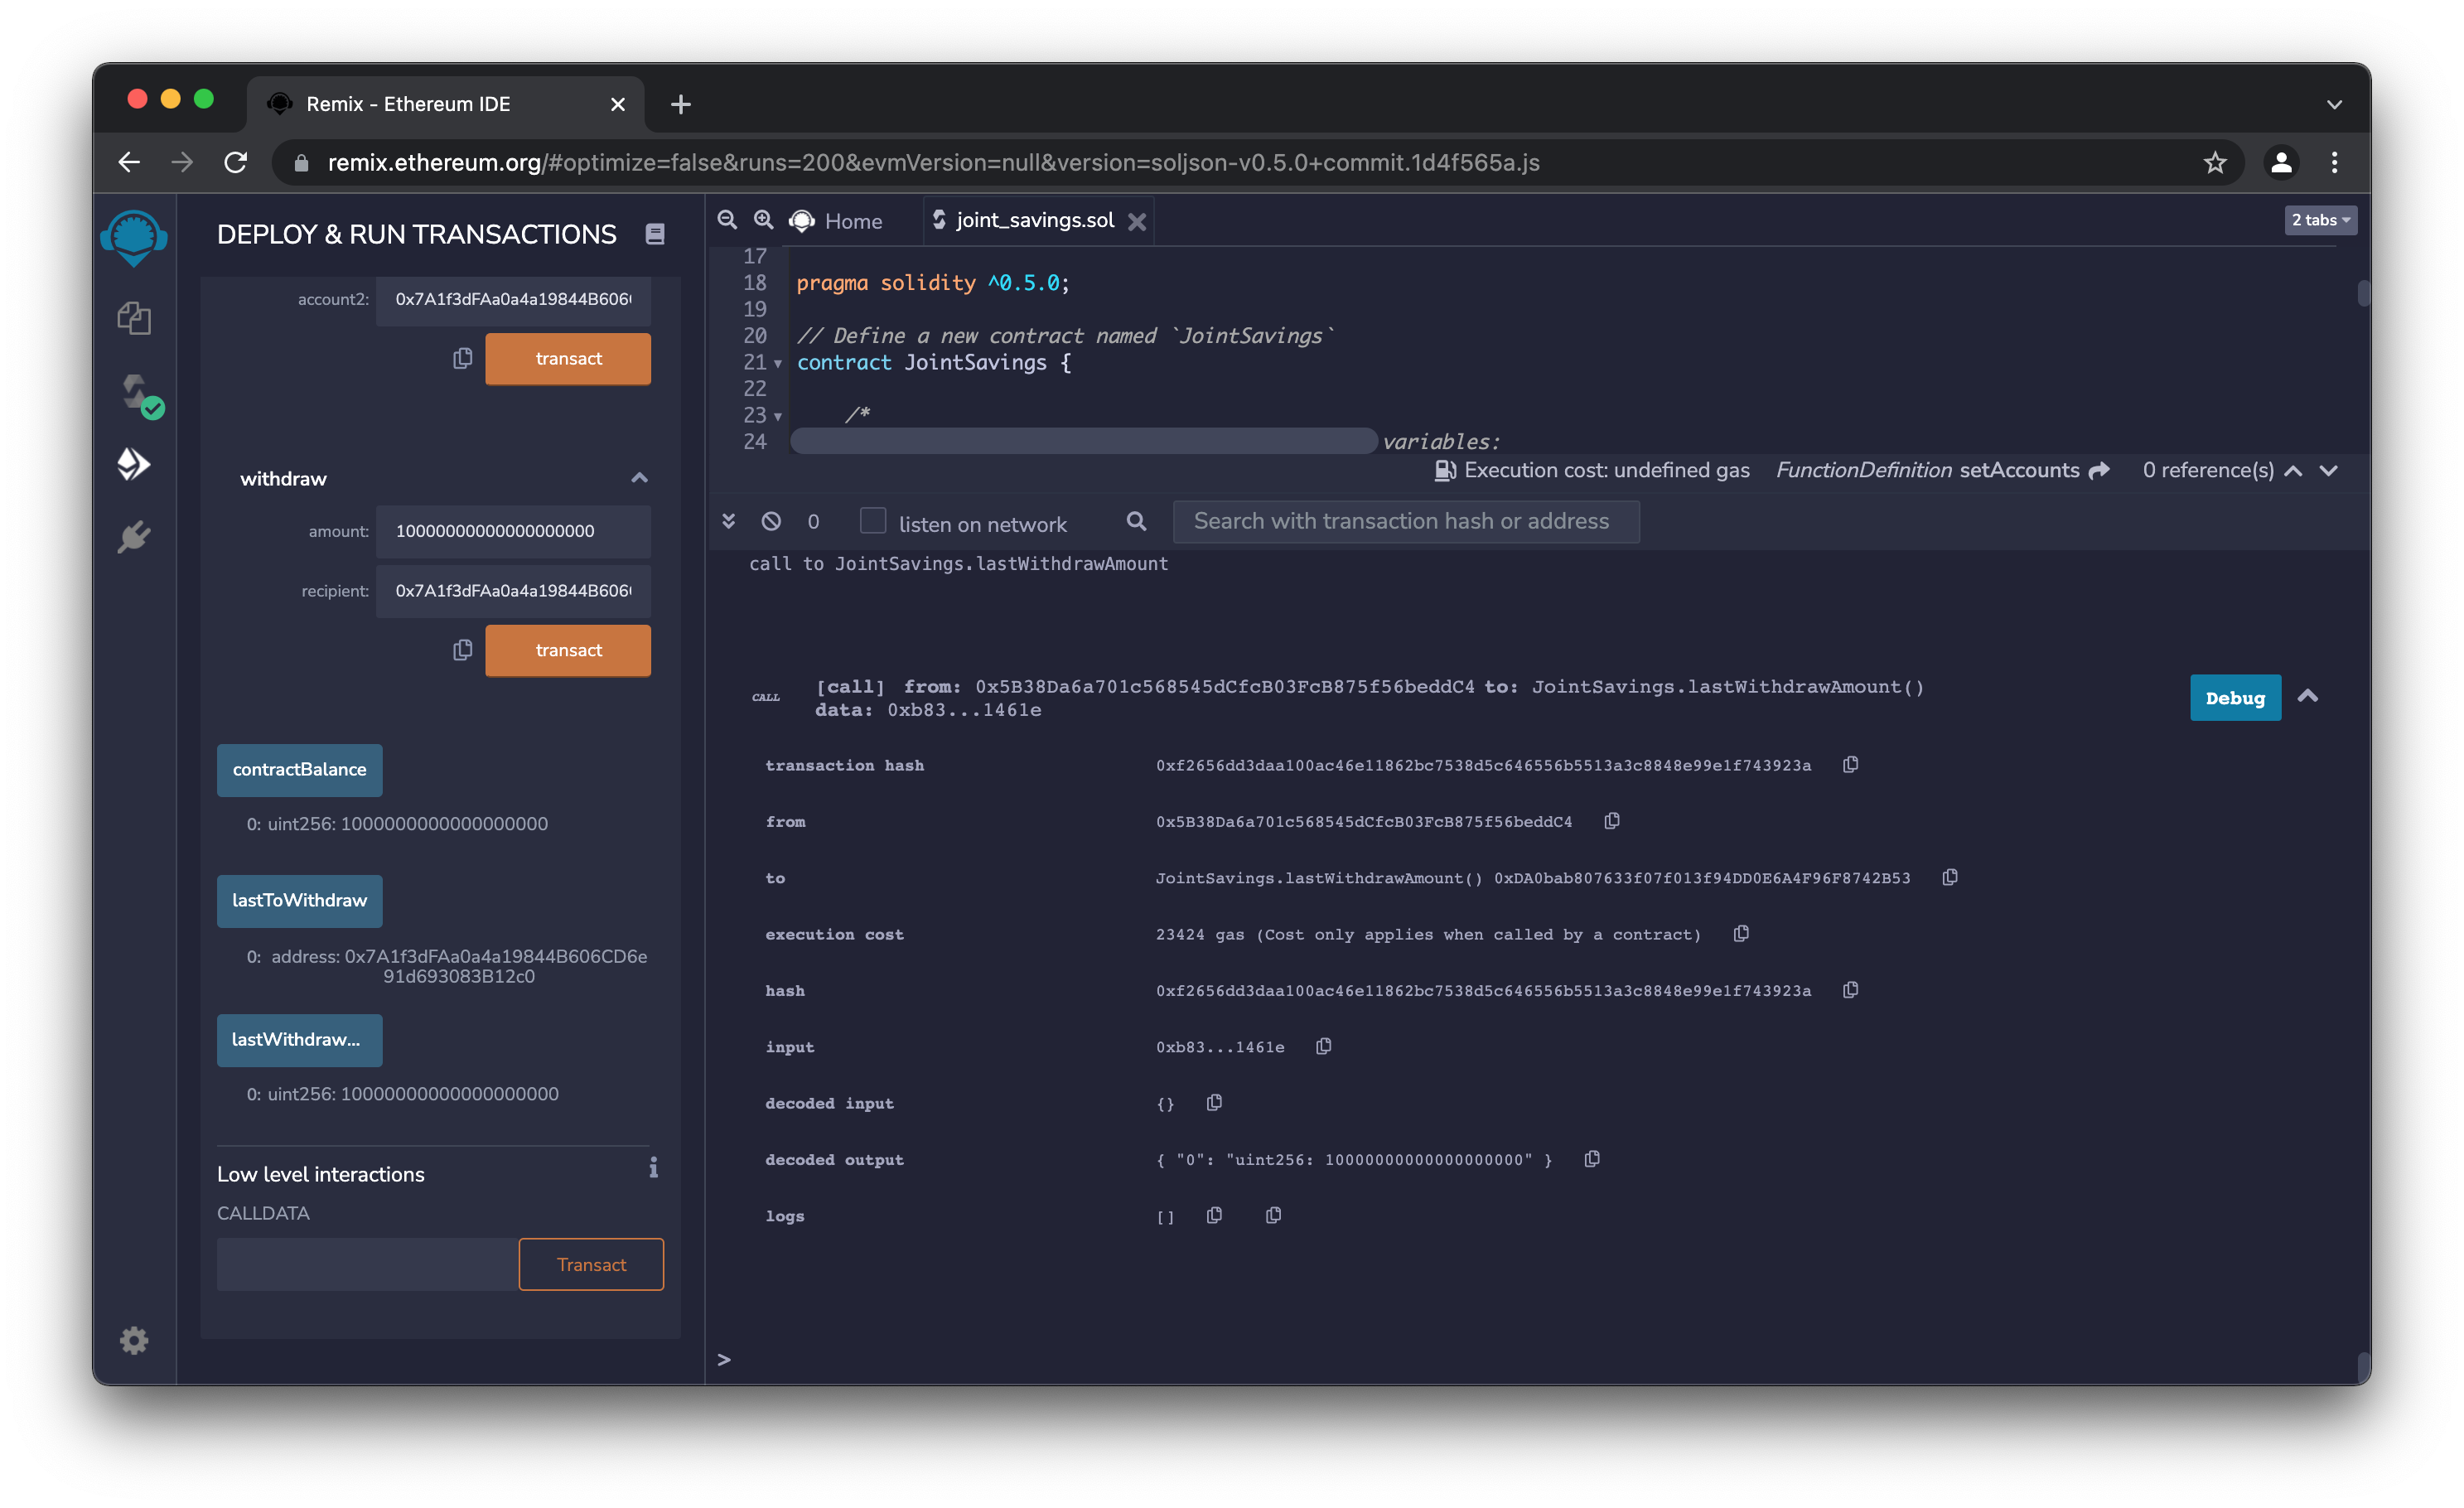 Remix - Ethereum IDE
remix.ethereum.org/#optimize=false&runs=200&evmVersion=null&version=soljson-v0.5.0+commit.1d4f565a.js
DEPLOY & RUN TRANSACTIONS
account2: 0x7A1f3dFAa0a4a19844B606
transact
withdraw
amount: 10000000000000000000
recipient: 0x7A1f3dFAa0a4a19844B606
transact
contractBalance
0: uint256: 1000000000000000000
lastToWithdraw
0: address: 0x7A1f3dFAa0a4a19844B606CD6e
91d693083B12c0
lastWithdraw...
0: uint256: 10000000000000000000
Low level interactions
CALLDATA
Transact
Home
joint_savings.sol
2 tabs
17
18 pragma solidity ^0.5.0;
19
20 // Define a new contract named `JointSavings`
21 contract JointSavings {
22
23 /*
24 variables:
Execution cost: undefined gas FunctionDefinition setAccounts 0 reference(s)
0 listen on network Search with transaction hash or address
call to JointSavings.lastWithdrawAmount
CALL [call] from: 0x5B38Da6a701c568545dCfcB03FcB875f56beddC4 to: JointSavings.lastWithdrawAmount()
data: 0xb83...1461e
Debug
transaction hash 0xf2656dd3daa100ac46e11862bc7538d5c646556b5513a3c8848e99e1f743923a
from 0x5B38Da6a701c568545dCfcB03FcB875f56beddC4
to JointSavings.lastWithdrawAmount() 0xDA0bab807633f07f013f94DD0E6A4F96F8742B53
execution cost 23424 gas (Cost only applies when called by a contract)
hash 0xf2656dd3daa100ac46e11862bc7538d5c646556b5513a3c8848e99e1f743923a
input 0xb83...1461e
decoded input {}
decoded output { "0": "uint256: 10000000000000000000" }
logs []
>